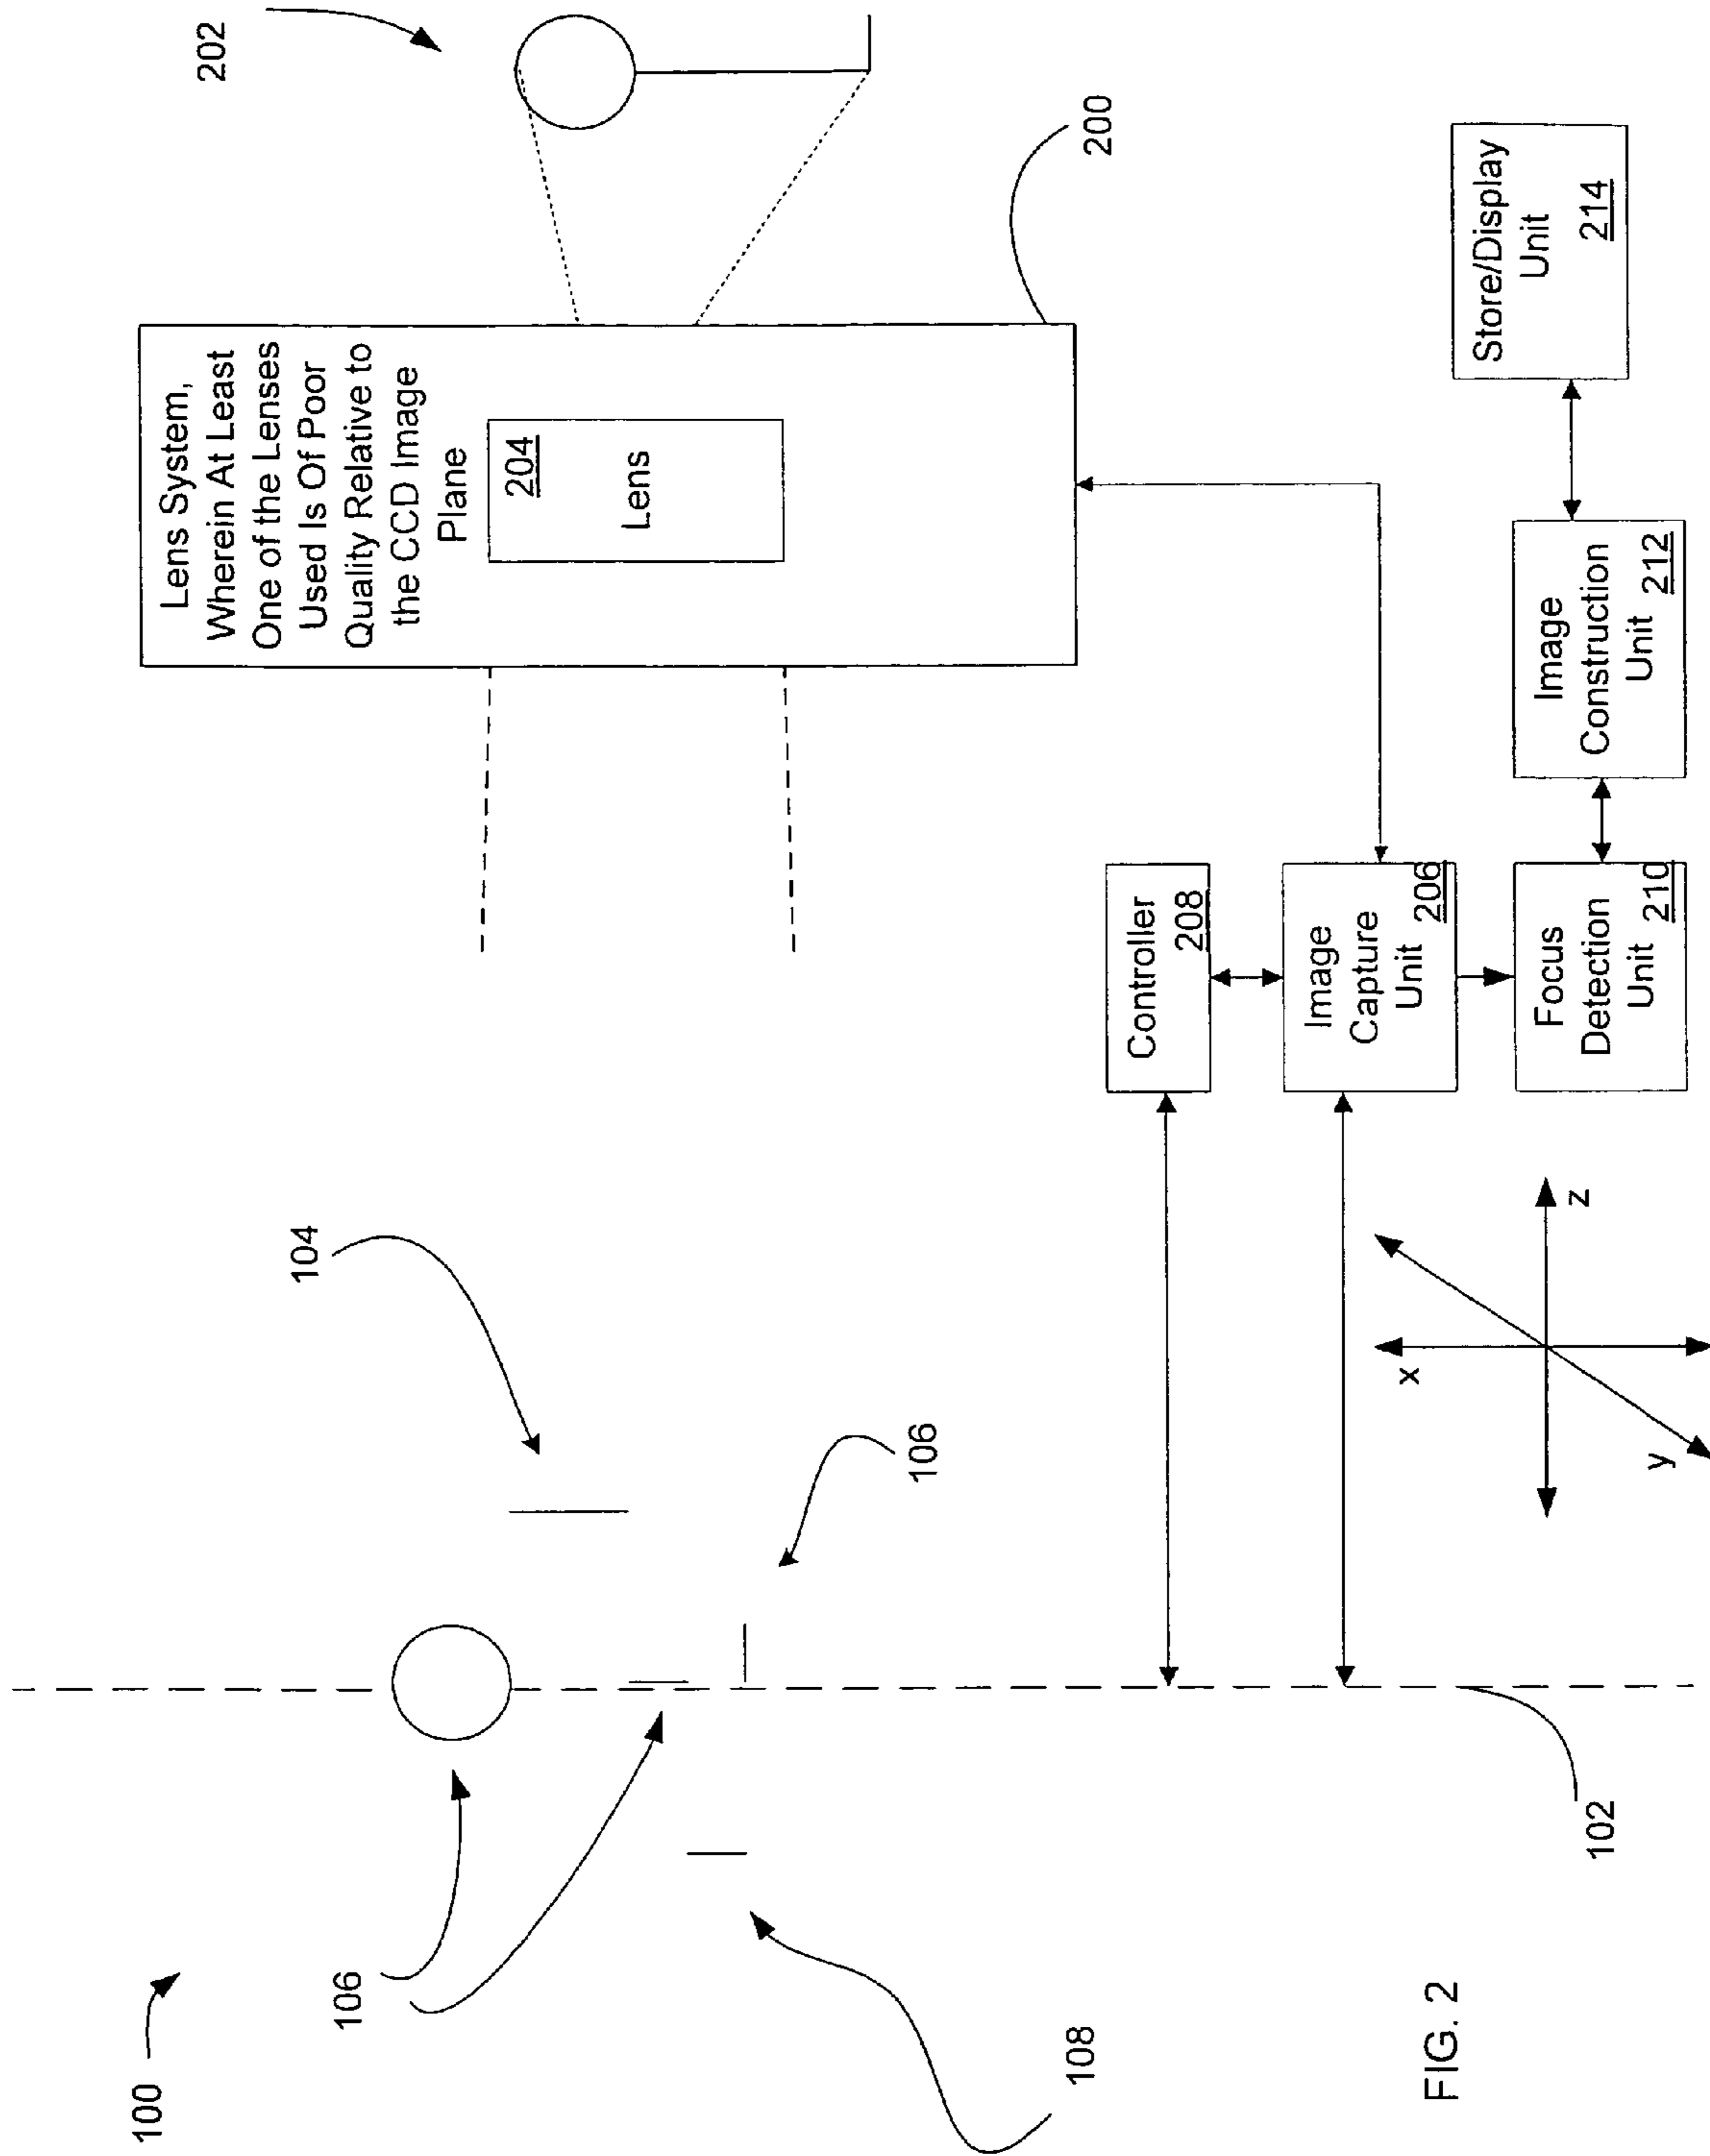 100
106
108
104
106
102
202
Lens System,
Wherein At Least
One of the Lenses
Used Is Of Poor
Quality Relative to
the CCD Image
Plane
204
Lens
200
Controller
208
Image
Capture
Unit 206
Focus
Detection
Unit 210
Image
Construction
Unit 212
Store/Display
Unit
214
x
y
z
FIG. 2